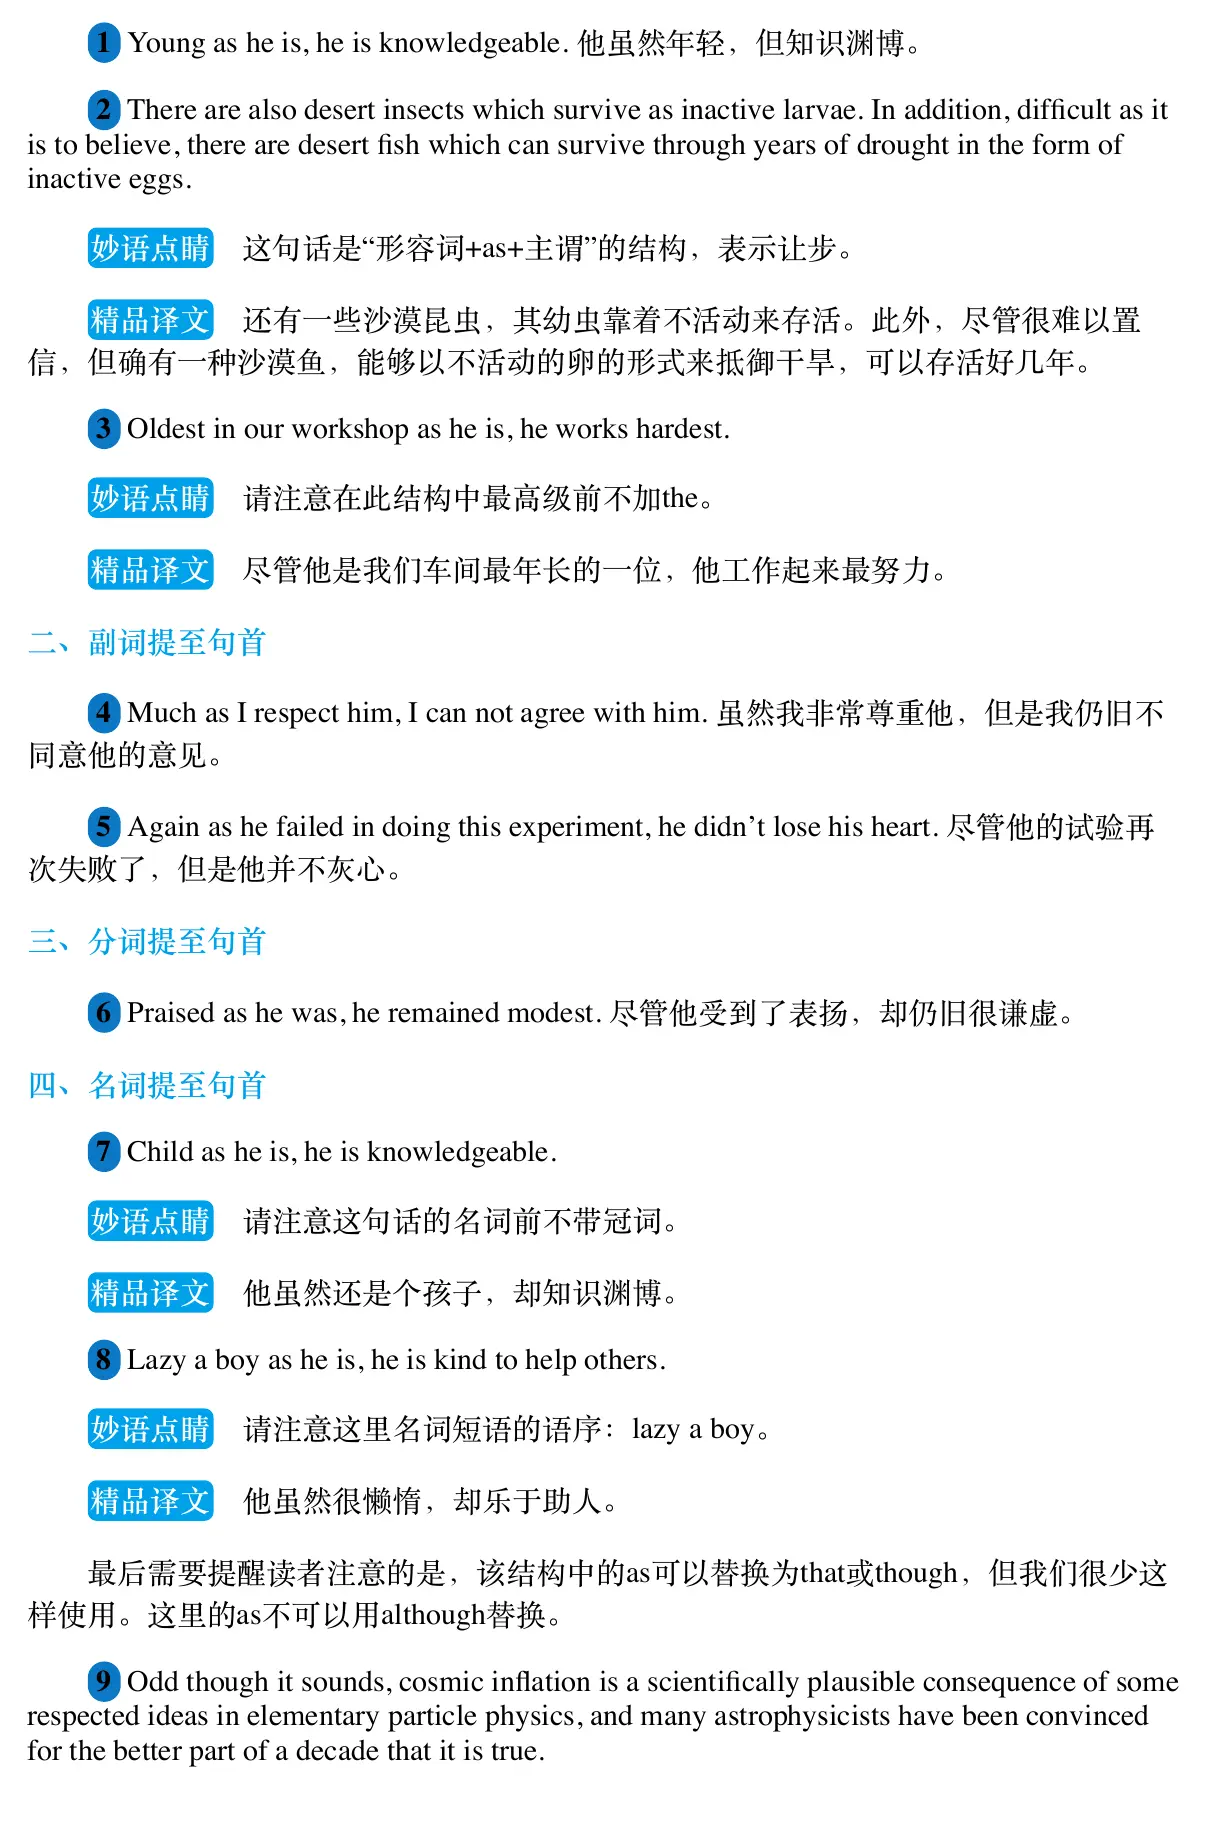 1 Young as he is, he is knowledgeable. 他虽然年轻，但知识渊博。
2 There are also desert insects which survive as inactive larvae. In addition, difficult as it
is to believe, there are desert fish which can survive through years of drought in the form of
inactive eggs.
妙语点睛 这句话是“形容词+as+主谓”的结构，表示让步。
精品译文 还有一些沙漠昆虫，其幼虫靠着不活动来存活。此外，尽管很难以置
信，但确有一种沙漠鱼，能够以不活动的卵的形式来抵御干旱，可以存活好几年。
3 Oldest in our workshop as he is, he works hardest.
妙语点睛 请注意在此结构中最高级前不加the。
精品译文 尽管他是我们车间最年长的一位，他工作起来最努力。
二、副词提至句首
4 Much as I respect him, I can not agree with him. 虽然我非常尊重他，但是我仍旧不
同意他的意见。
5 Again as he failed in doing this experiment, he didn’t lose his heart. 尽管他的试验再
次失败了，但是他并不灰心。
三、分词提至句首
6 Praised as he was, he remained modest. 尽管他受到了表扬，却仍旧很谦虚。
四、名词提至句首
7 Child as he is, he is knowledgeable.
妙语点睛 请注意这句话的名词前不带冠词。
精品译文 他虽然还是个孩子，却知识渊博。
8 Lazy a boy as he is, he is kind to help others.
妙语点睛 请注意这里名词短语的语序：lazy a boy。
精品译文 他虽然很懒惰，却乐于助人。
最后需要提醒读者注意的是，该结构中的as可以替换为that或though，但我们很少这
样使用。这里的as不可以用although替换。
9 Odd though it sounds, cosmic inflation is a scientifically plausible consequence of some
respected ideas in elementary particle physics, and many astrophysicists have been convinced
for the better part of a decade that it is true.